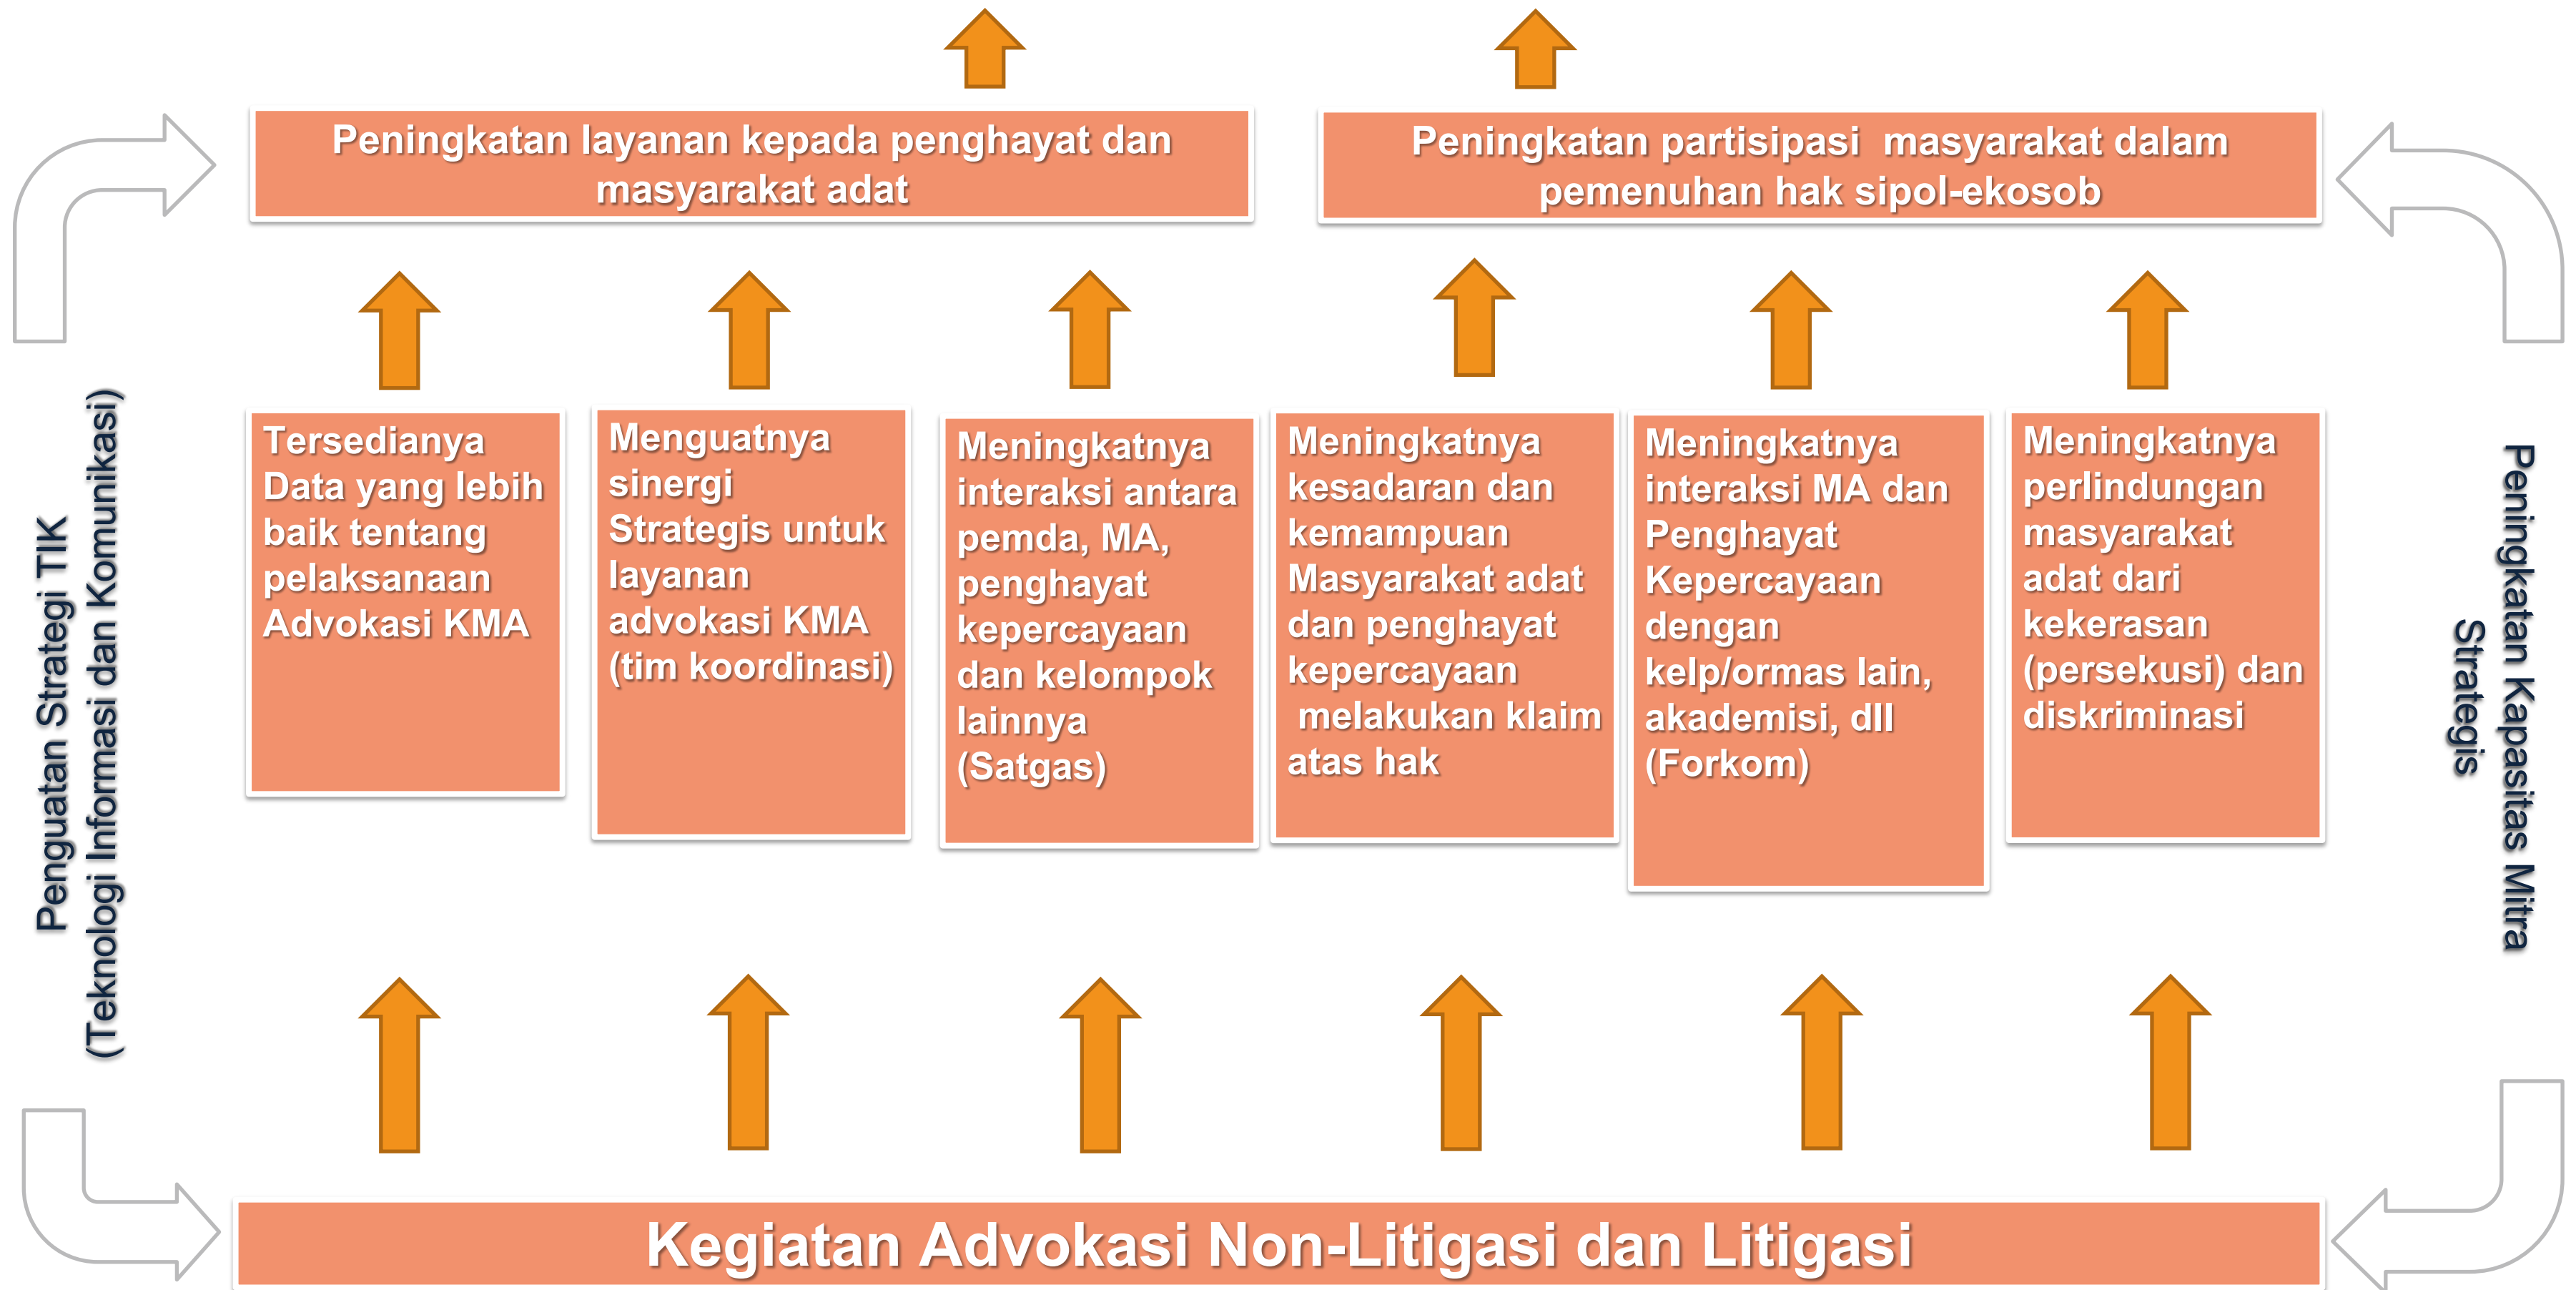 Peningkatan layanan kepada penghayat dan
masyarakat adat
Peningkatan partisipasi  masyarakat dalam
pemenuhan hak sipol-ekosob
Penguatan Strategi TIK
(Teknologi Informasi dan Komunikasi)
Tersedianya
Data yang lebih
baik tentang
pelaksanaan
Advokasi KMA
Menguatnya
sinergi
Strategis untuk
layanan
advokasi KMA
(tim koordinasi)
Meningkatnya
interaksi antara
pemda, MA,
penghayat
kepercayaan
dan kelompok
lainnya
(Satgas)
Meningkatnya
kesadaran dan
kemampuan
Masyarakat adat
dan penghayat
kepercayaan
melakukan klaim
atas hak
Meningkatnya
interaksi MA dan
Penghayat
Kepercayaan
dengan
kelp/ormas lain,
akademisi, dll
(Forkom)
Meningkatnya
perlindungan
masyarakat
adat dari
kekerasan
(persekusi) dan
diskriminasi
Peningkatan Kapasitas Mitra
Strategis
Kegiatan Advokasi Non-Litigasi dan Litigasi